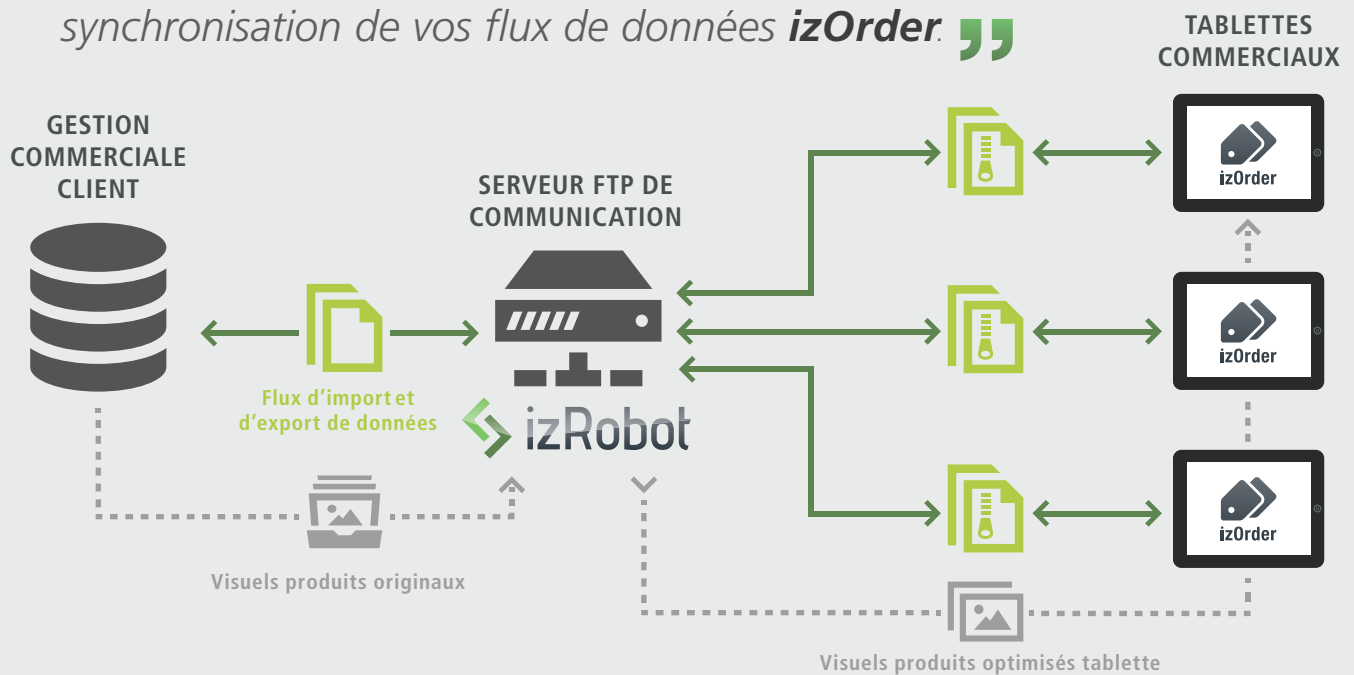 synchronisation de vos flux de données izOrder.
TABLETTES
COMMERCIAUX
GESTION
COMMERCIALE
CLIENT
SERVEUR FTP DE
COMMUNICATION
izOrder
izOrder
Flux d'import et
d'export de données
izRobot
izOrder
Visuels produits originaux
Visuels produits optimisés tablette